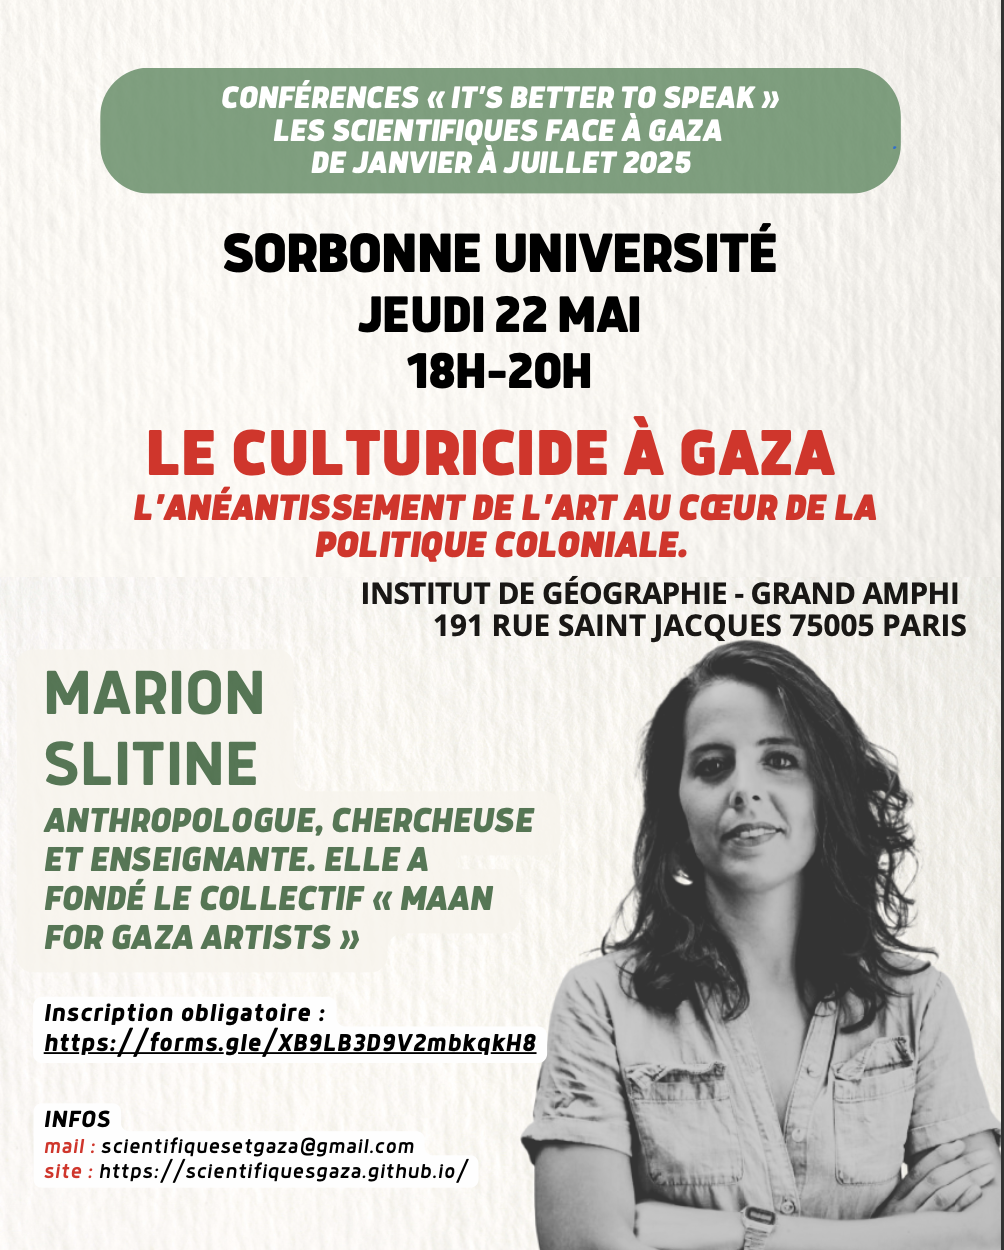 CONFÉRENCES « IT'S BETTER TO SPEAK »
LES SCIENTIFIQUES FACE À GAZA
DE JANVIER À JUILLET 2025
SORBONNE UNIVERSITÉ
JEUDI 22 MAI
18H-20H
LE CULTURICIDE À GAZA
L'ANÉANTISSEMENT DE L'ART AU CŒUR DE LA
POLITIQUE COLONIALE.
INSTITUT DE GÉOGRAPHIE - GRAND AMPHI
191 RUE SAINT JACQUES 75005 PARIS
MARION
SLITINE
ANTHROPOLOGUE, CHERCHEUSE
ET ENSEIGNANTE. ELLE A
FONDÉ LE COLLECTIF « MAAN
FOR GAZA ARTISTS »
Inscription obligatoire :
https://forms.gle/XB9LB3D9V2mbkqkH8
INFOS
mail : scientifiquesetgaza@gmail.com
site : https://scientifiquesgaza.github.io/